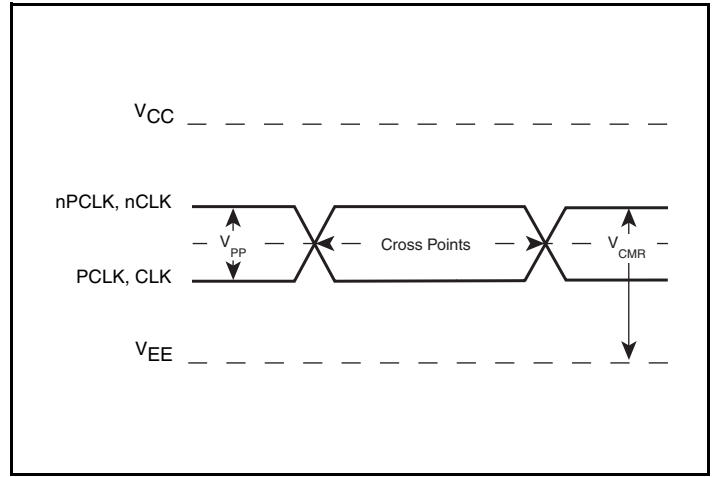 VCC
nPCLK, nCLK
VPP
Cross Points
VCMR
PCLK, CLK
VEE